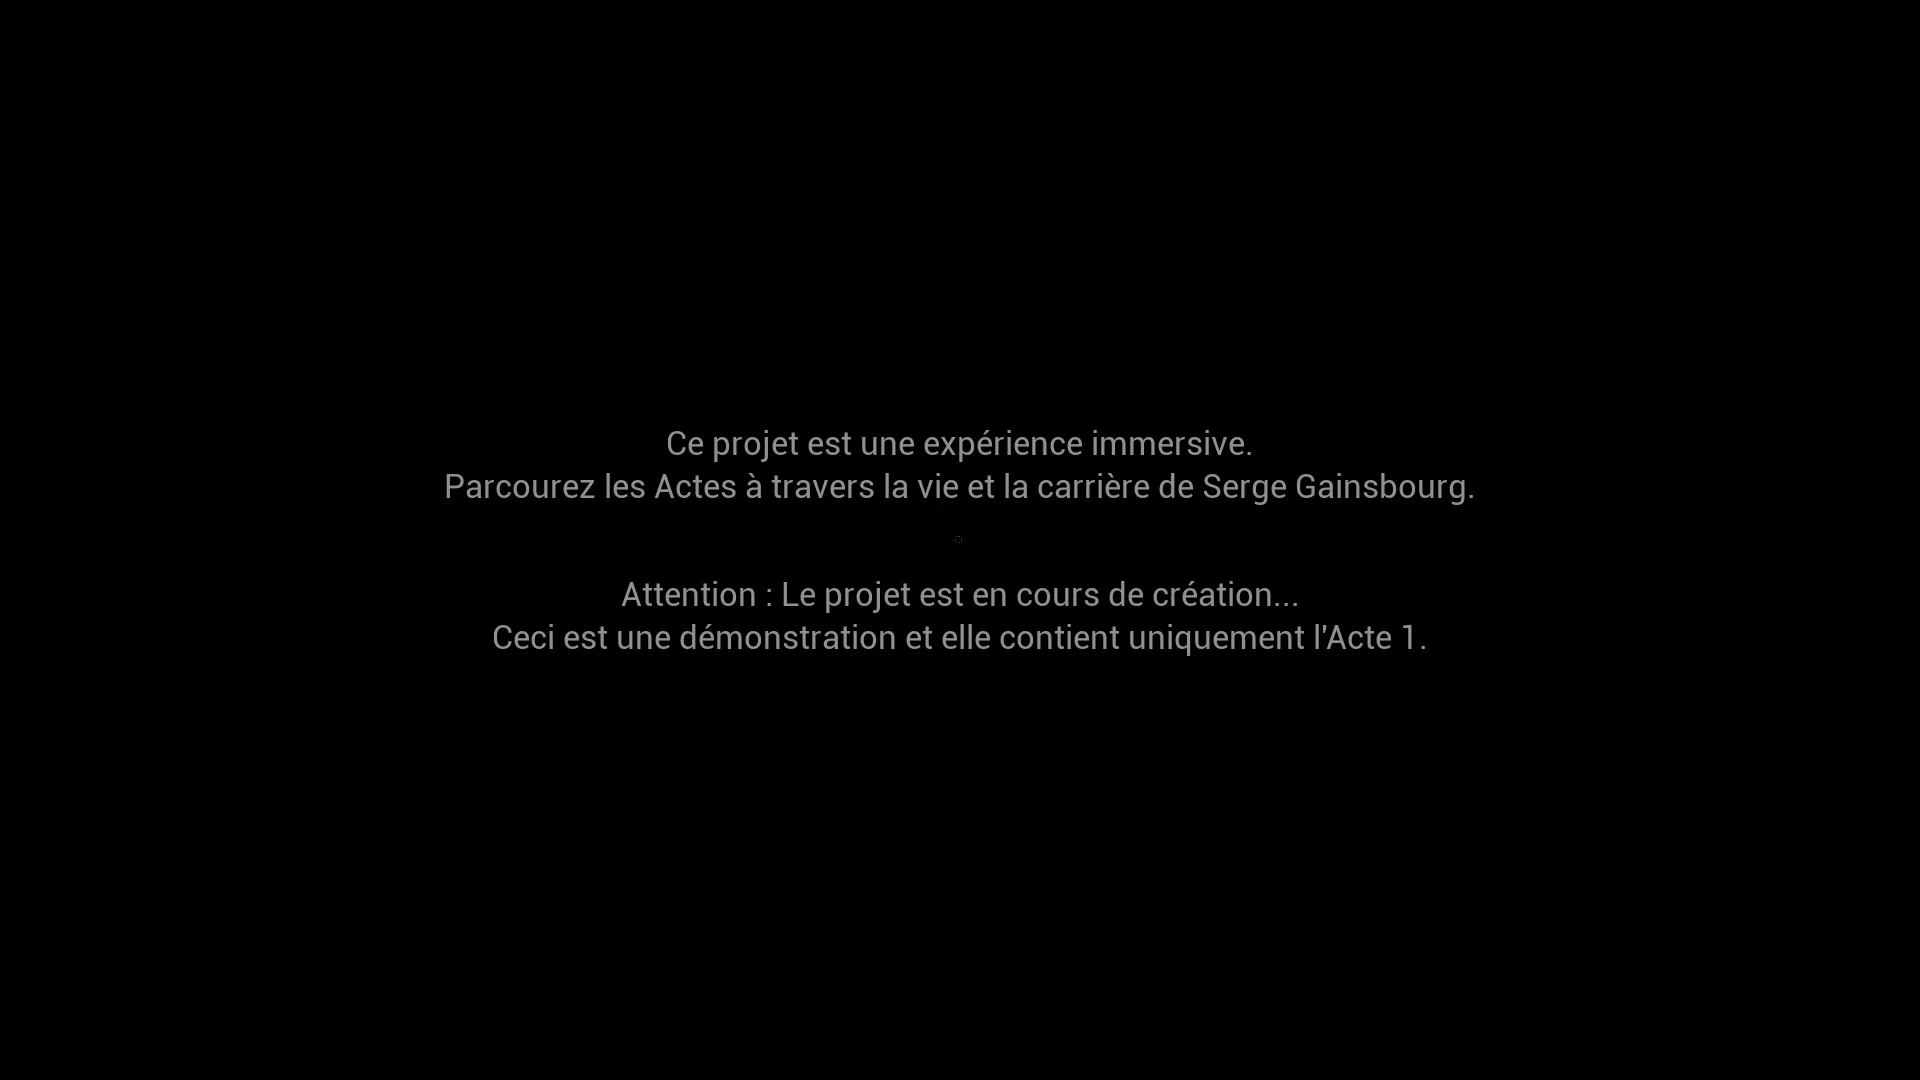 Ce projet est une expérience immersive.
Parcourez les Actes à travers la vie et la carrière de Serge Gainsbourg.
Attention : Le projet est en cours de création...
Ceci est une démonstration et elle contient uniquement l'Acte 1.